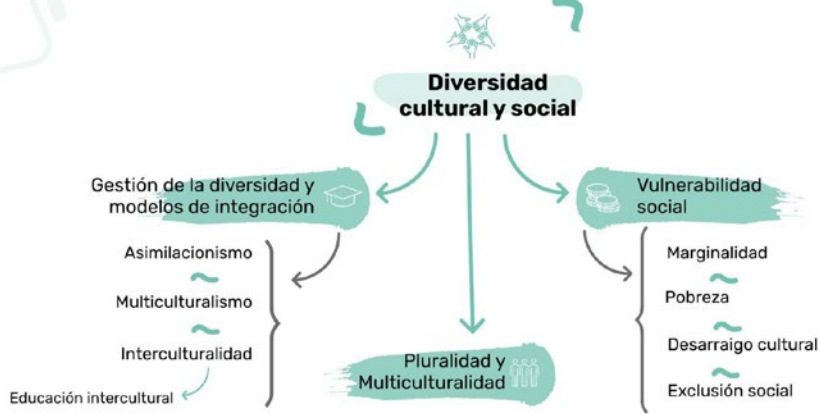 Diversidad
cultural y social
Gestión de la diversidad y
modelos de integración
Asimilacionismo
Multiculturalismo
Interculturalidad
Educación intercultural
Pluralidad y
Multiculturalidad
Vulnerabilidad
social
Marginalidad
Pobreza
Desarraigo cultural
Exclusión social